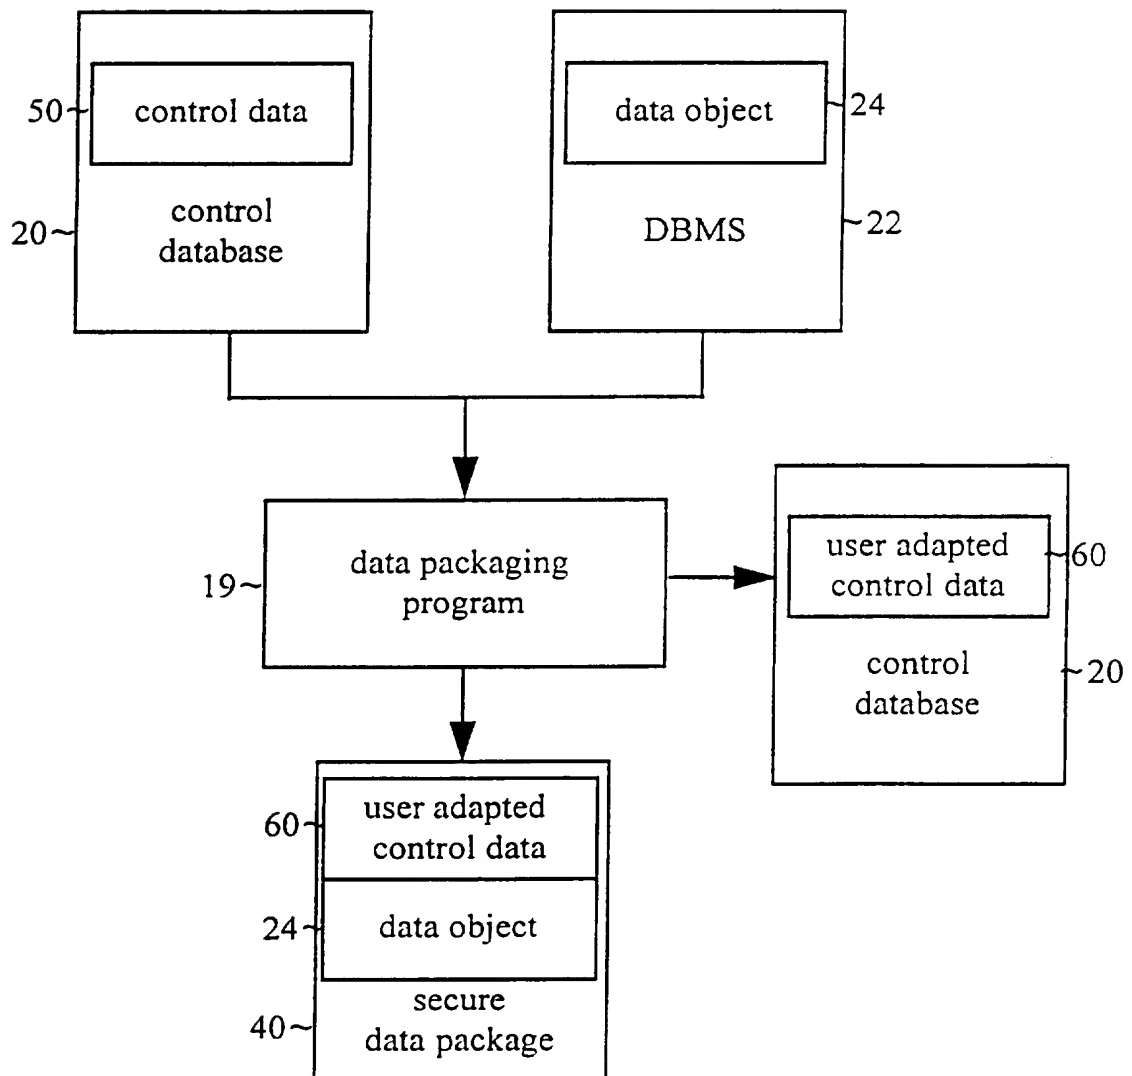 50~ control data
data object ~24
20~ control
database
DBMS ~22
19~ data packaging
program
user adapted ~60
control data
control ~20
database
60~ user adapted
control data
24~ data object
secure
40~ data package